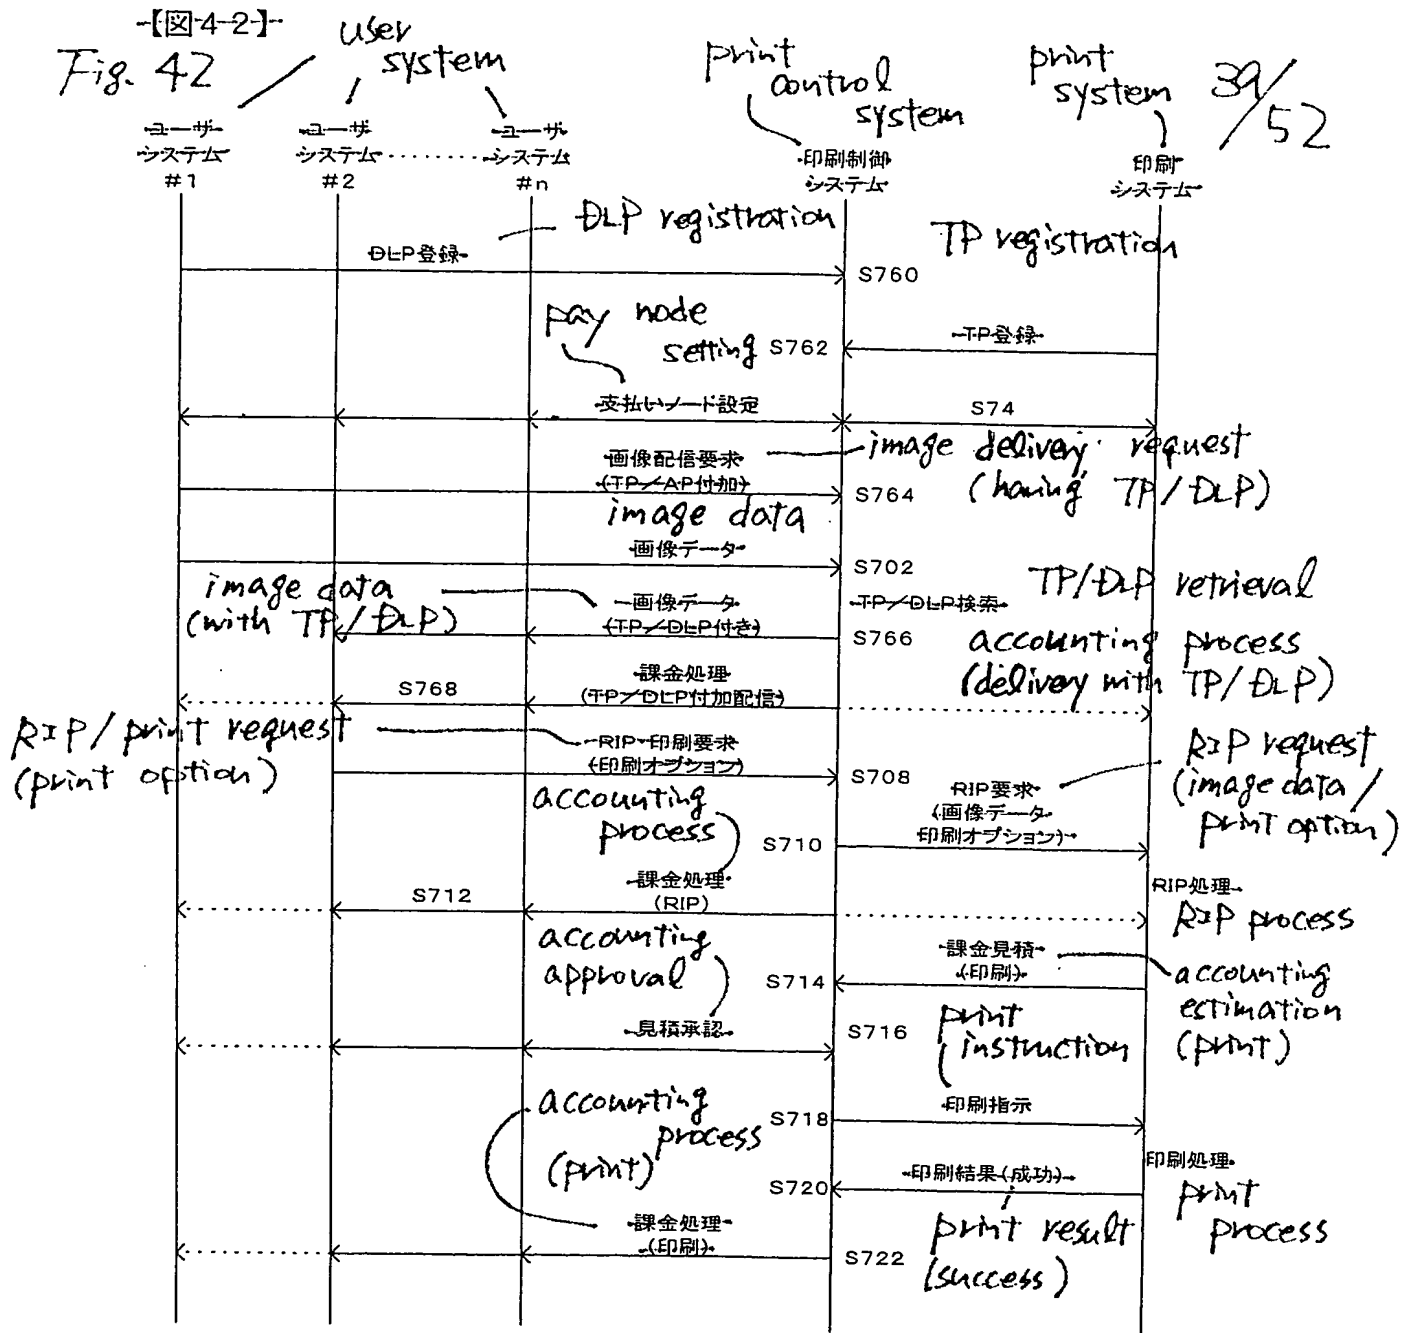 【図42】
Fig. 42
user
system
print
control
system
print
system
39/52
ユーザ
システム
#1
ユーザ
システム
#2
ユーザ
システム
#n
印刷制御
システム
印刷
システム
DLP registration
DLP登録
S760
TP registration
pay node
setting
S762
TP登録
支払いノード設定
S74
画像配信要求
(TP/AP付加)
S764
image delivery request
(having TP/DLP)
image data
画像データ
S702
TP/DLP retrieval
image data
(with TP/DLP)
画像データ
(TP/DLP付き)
TP/DLP検索
S766
accounting process
(delivery with TP/DLP)
S768
課金処理
(TP/DLP付加配信)
RIP/print request
(print option)
RIP・印刷要求
(印刷オプション)
S708
RIP要求
(画像データ
印刷オプション)
RIP request
(image data/
print option)
accounting
process
S710
S712
課金処理
(RIP)
RIP処理
RIP process
accounting
approval
S714
課金見積
(印刷)
accounting
estimation
(print)
見積承認
S716
print
instruction
accounting
process
(print)
S718
印刷指示
印刷処理
print
process
S720
印刷結果(成功)
print result
(success)
課金処理
(印刷)
S722